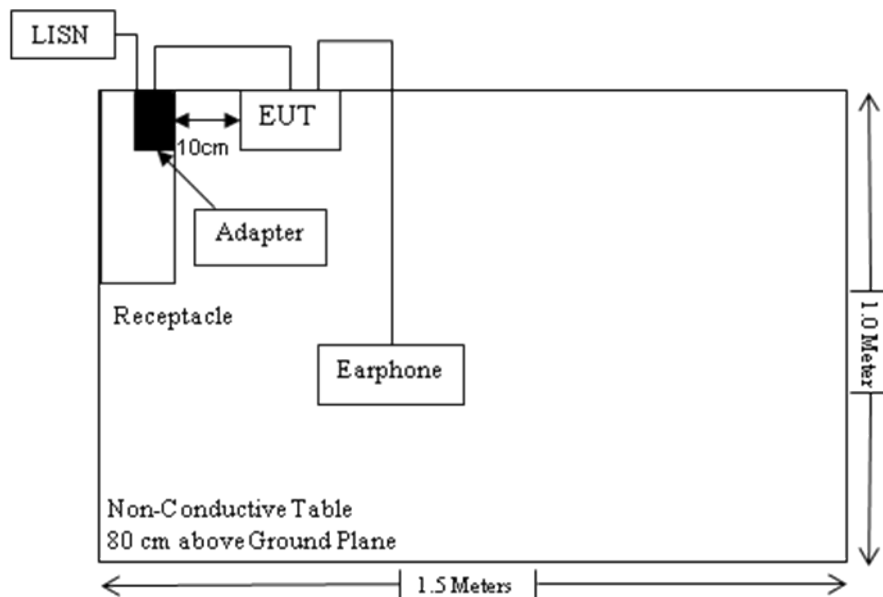 LISN
EUT
10cm
Adapter
Receptacle
Earphone
1.0 Meter
Non-Conductive Table
80 cm above Ground Plane
1.5 Meters